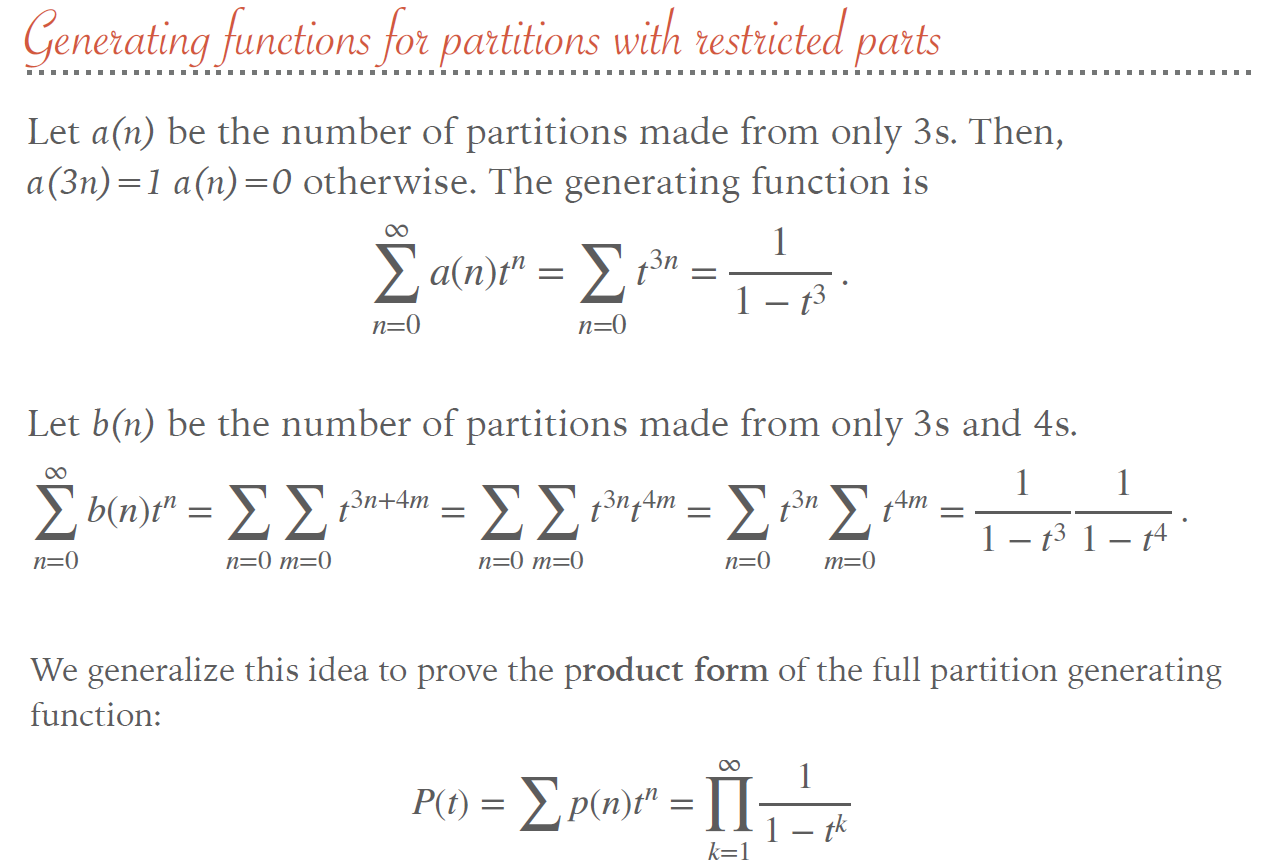 Generating functions for partitions with restricted parts
Let a(n) be the number of partitions made from only 3s. Then,
a(3n)=1 a(n)=0 otherwise. The generating function is
$$\sum_{n=0}^{\infty} a(n)t^n = \sum_{n=0} t^{3n} = \frac{1}{1-t^3}.$$
Let b(n) be the number of partitions made from only 3s and 4s.
$$\sum_{n=0}^{\infty} b(n)t^n = \sum_{n=0}\sum_{m=0} t^{3n+4m} = \sum_{n=0}\sum_{m=0} t^{3n}t^{4m} = \sum_{n=0} t^{3n} \sum_{m=0} t^{4m} = \frac{1}{1-t^3}\frac{1}{1-t^4}.$$
We generalize this idea to prove the product form of the full partition generating
function:
$$P(t) = \sum p(n)t^n = \prod_{k=1}^{\infty} \frac{1}{1-t^k}$$